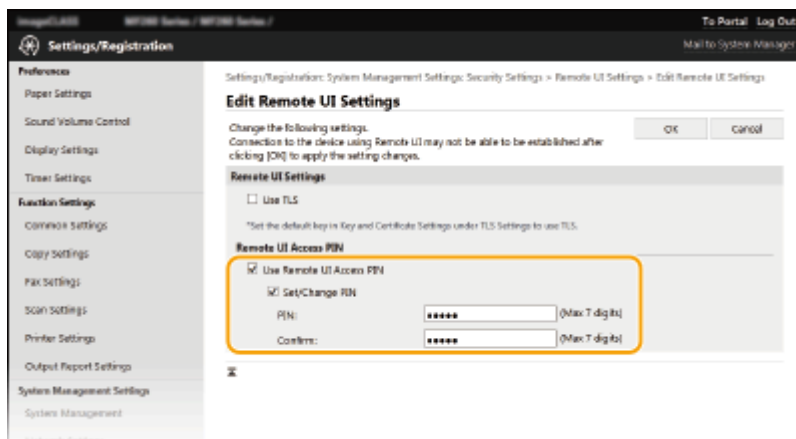 To Portal Log Out
Settings/Registration
Mail to System Manager
Preferences
Paper Settings
Sound Volume Control
Display Settings
Timer Settings
Function Settings
Common Settings
Copy Settings
Fax Settings
Scan Settings
Printer Settings
Output Report Settings
System Management Settings
System Management
Settings/Registration: System Management Settings: Security Settings > Remote UI Settings > Edit Remote UI Settings
Edit Remote UI Settings
Change the following settings.
Connection to the device using Remote UI may not be able to be established after
clicking [OK] to apply the setting changes.
OK Cancel
Remote UI Settings
Use TLS
*Set the default key in Key and Certificate Settings under TLS Settings to use TLS.
Remote UI Access PIN
Use Remote UI Access PIN
Set/Change PIN
PIN: ••••• (Max 7 digits)
Confirm: ••••• (Max 7 digits)